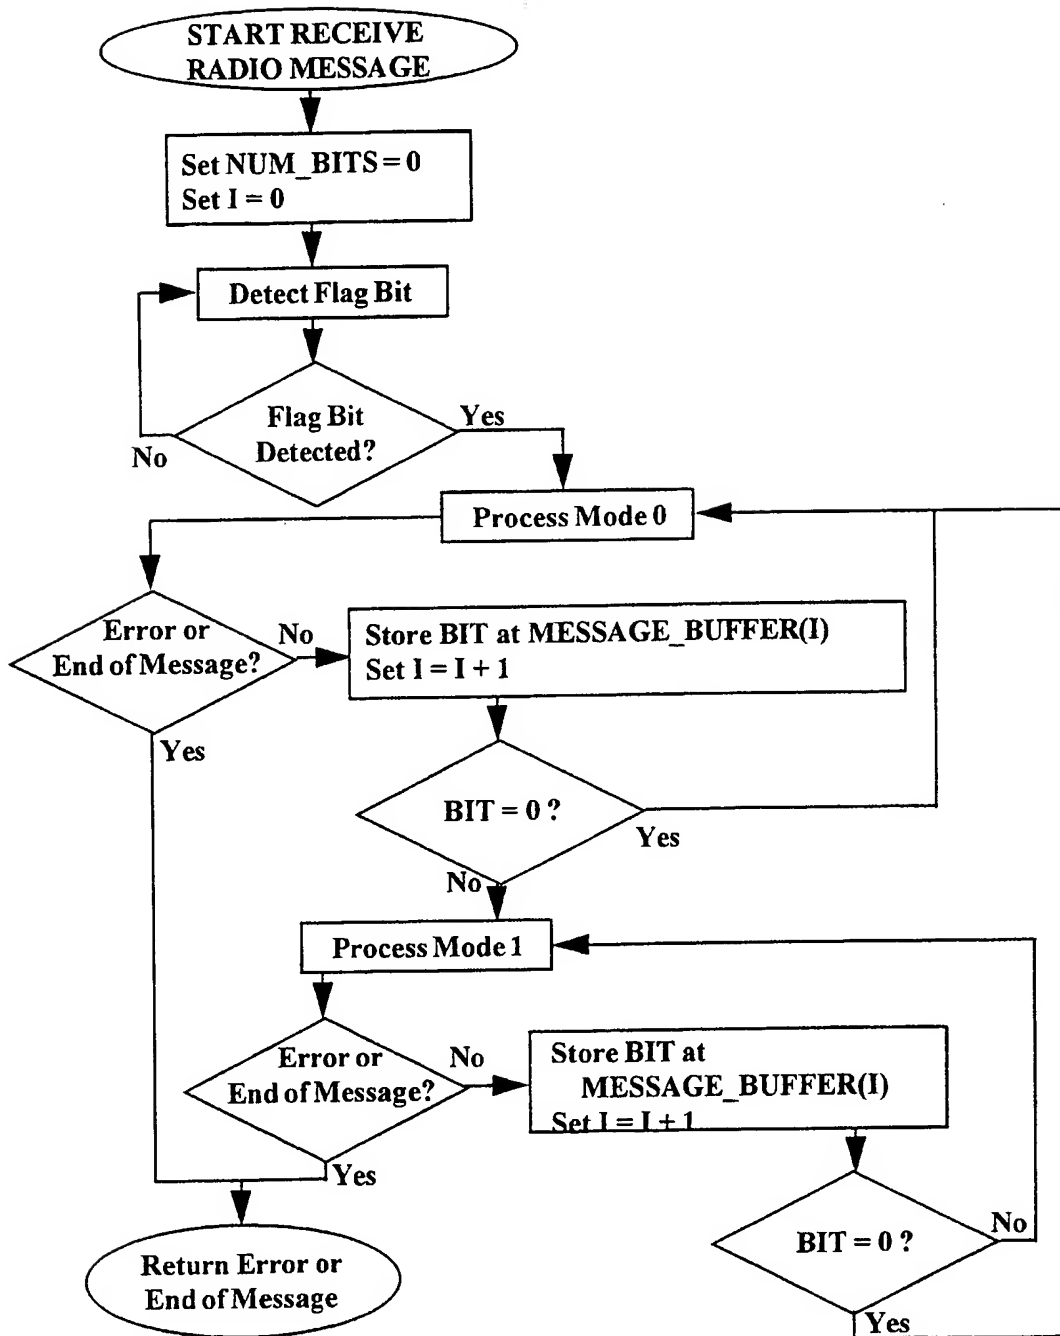 START RECEIVE
RADIO MESSAGE
Set NUM_BITS = 0
Set I = 0
Detect Flag Bit
Flag Bit
Detected?
Yes
No
Process Mode 0
Error or
End of Message?
No
Yes
Store BIT at MESSAGE_BUFFER(I)
Set I = I + 1
BIT = 0 ?
Yes
No
Process Mode 1
Error or
End of Message?
No
Yes
Store BIT at
MESSAGE_BUFFER(I)
Set I = I + 1
BIT = 0 ?
No
Yes
Return Error or
End of Message